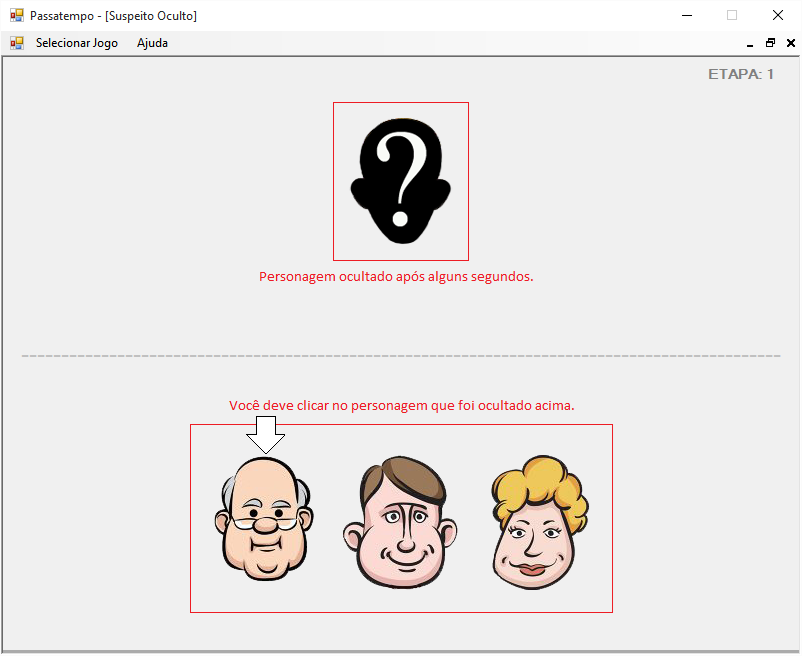 Passatempo - [Suspeito Oculto]
Selecionar Jogo Ajuda
ETAPA: 1
?
Personagem ocultado após alguns segundos.
Você deve clicar no personagem que foi ocultado acima.